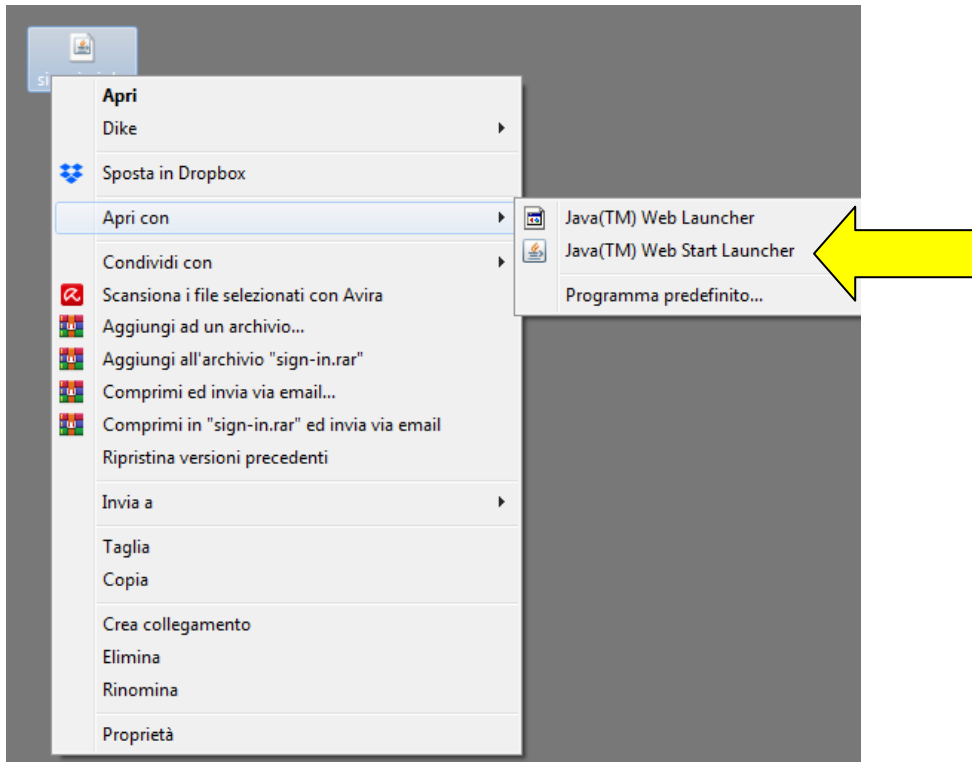 Apri
Dike
Sposta in Dropbox
Apri con
Java(TM) Web Launcher
Java(TM) Web Start Launcher
Programma predefinito...
Condividi con
Scansiona i file selezionati con Avira
Aggiungi ad un archivio...
Aggiungi all'archivio "sign-in.rar"
Comprimi ed invia via email...
Comprimi in "sign-in.rar" ed invia via email
Ripristina versioni precedenti
Invia a
Taglia
Copia
Crea collegamento
Elimina
Rinomina
Proprietà